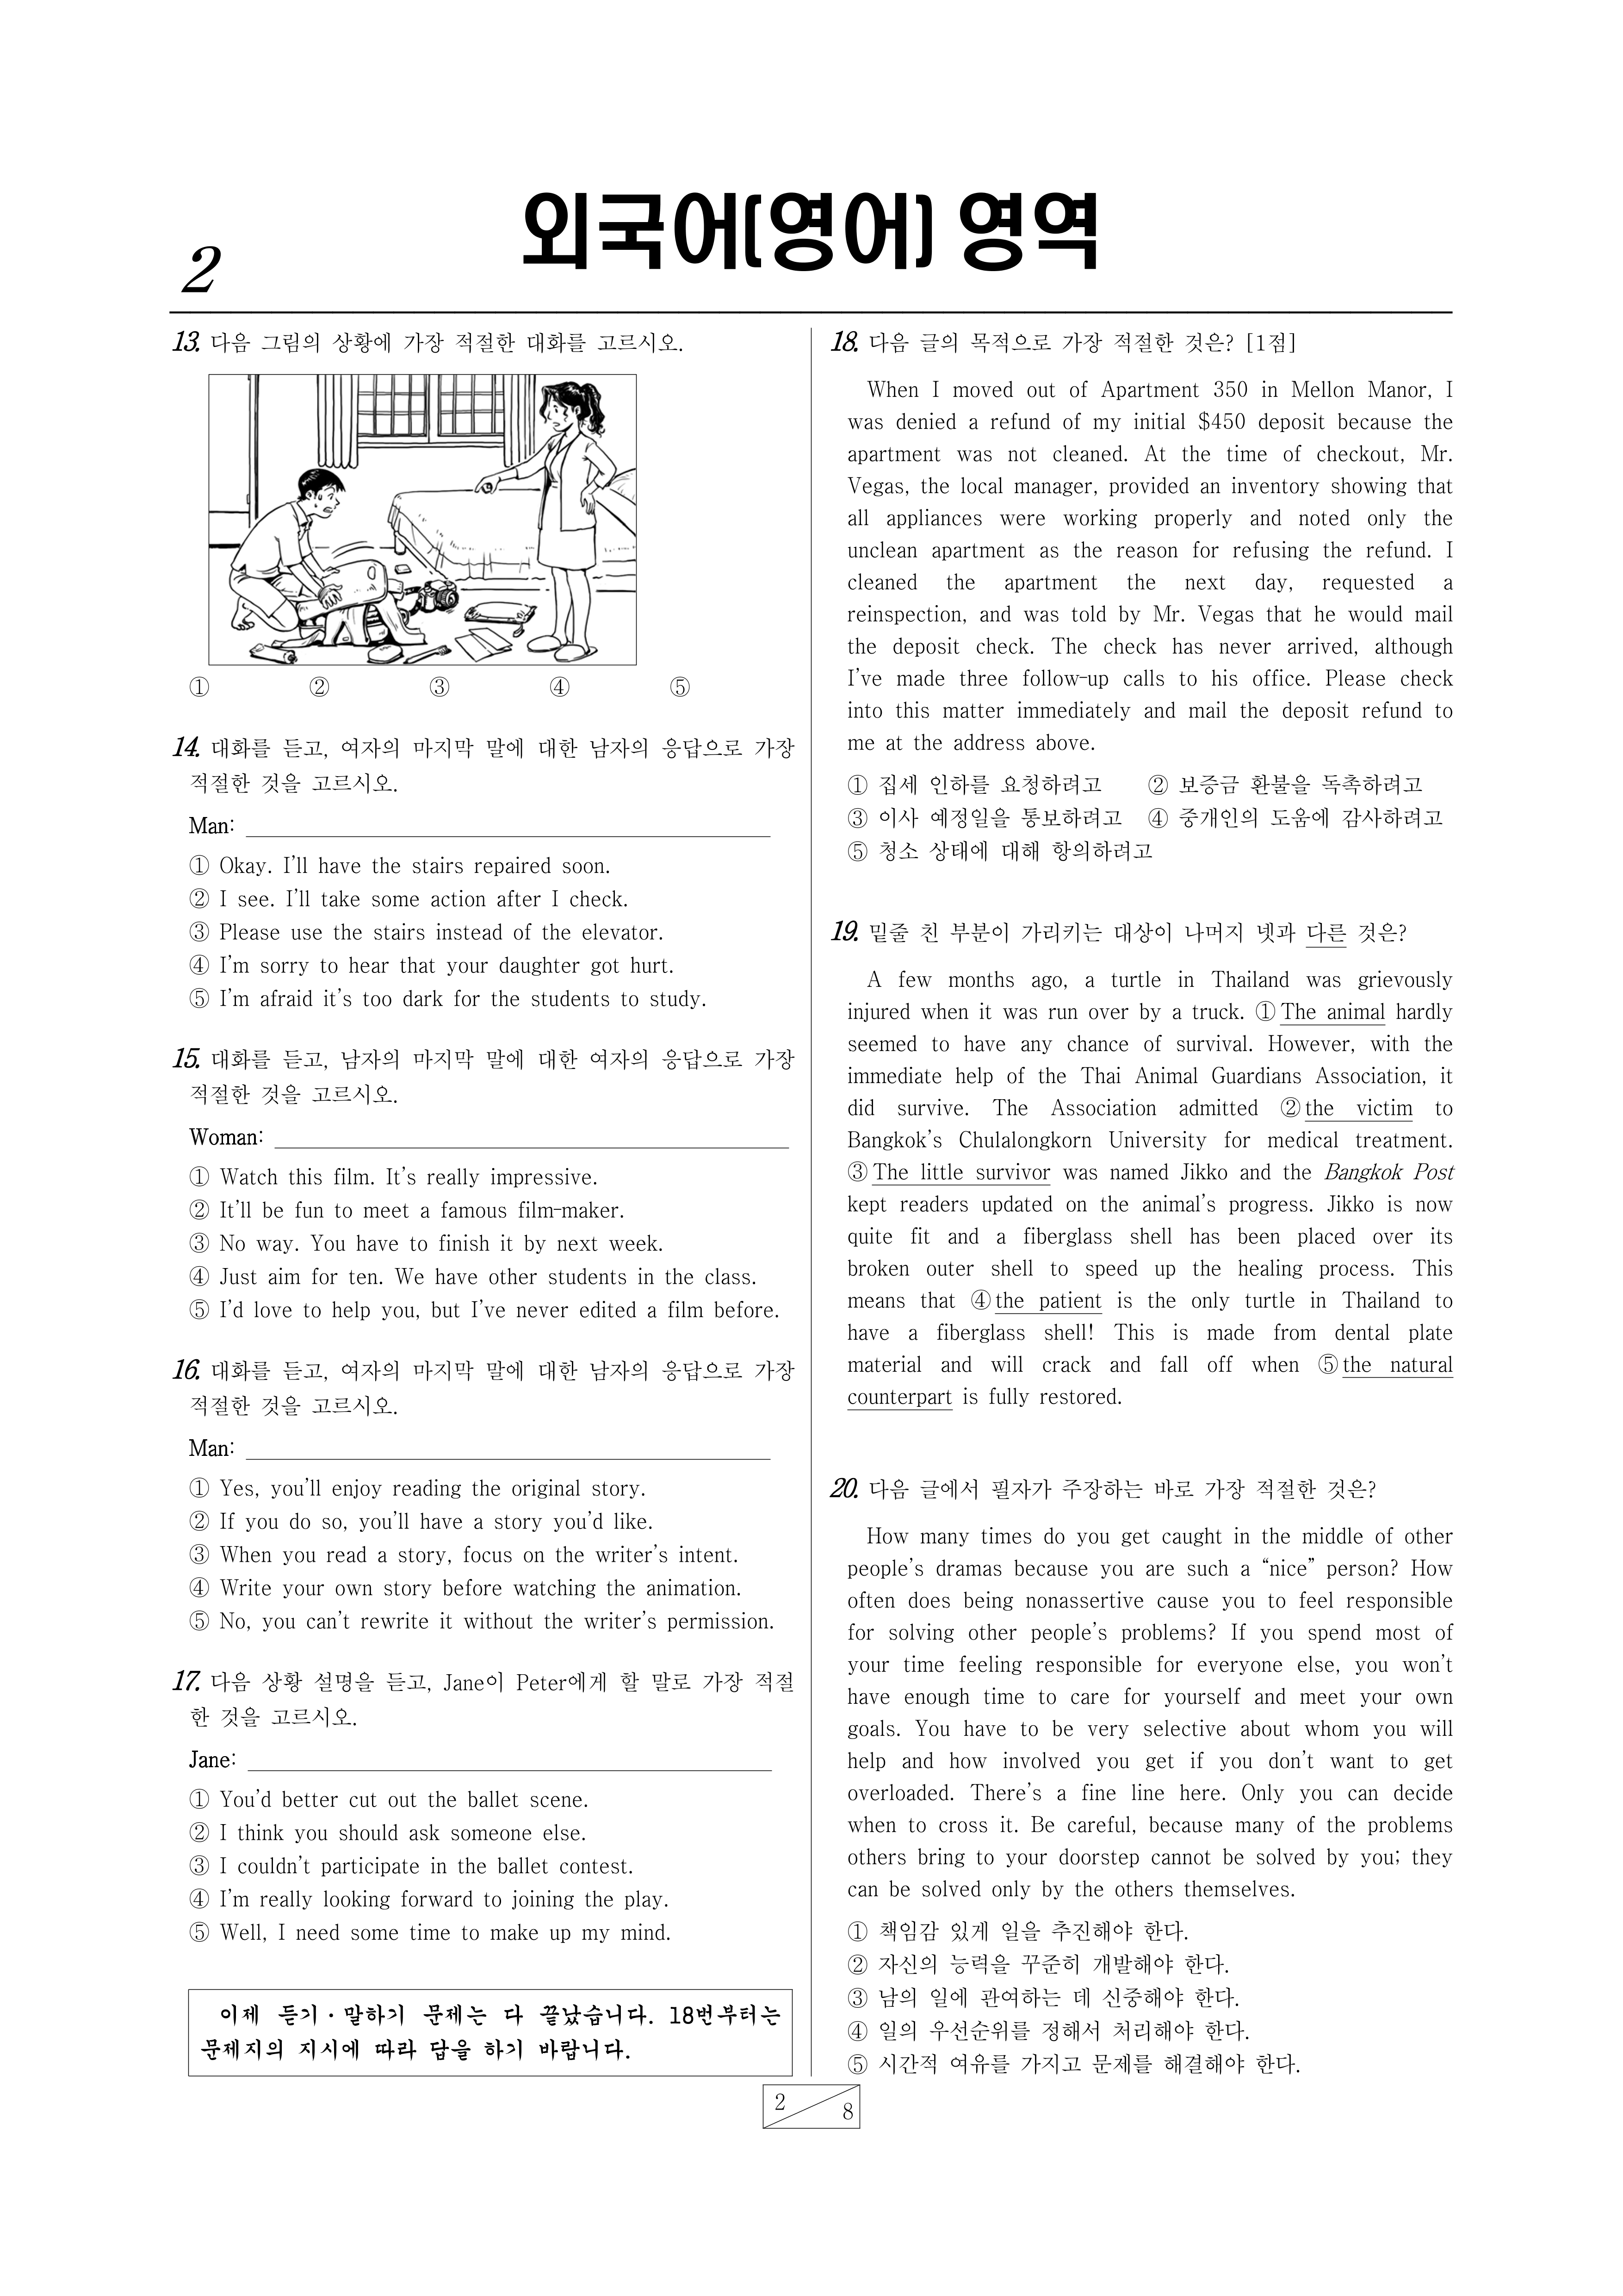 외국어(영어) 영역
2
13. 다음 그림의 상황에 가장 적절한 대화를 고르시오.
① ② ③ ④ ⑤
14. 대화를 듣고, 여자의 마지막 말에 대한 남자의 응답으로 가장
적절한 것을 고르시오.
Man:
① Okay. I’ll have the stairs repaired soon.
② I see. I’ll take some action after I check.
③ Please use the stairs instead of the elevator.
④ I’m sorry to hear that your daughter got hurt.
⑤ I’m afraid it’s too dark for the students to study.
15. 대화를 듣고, 남자의 마지막 말에 대한 여자의 응답으로 가장
적절한 것을 고르시오.
Woman:
① Watch this film. It’s really impressive.
② It’ll be fun to meet a famous film-maker.
③ No way. You have to finish it by next week.
④ Just aim for ten. We have other students in the class.
⑤ I’d love to help you, but I’ve never edited a film before.
16. 대화를 듣고, 여자의 마지막 말에 대한 남자의 응답으로 가장
적절한 것을 고르시오.
Man:
① Yes, you’ll enjoy reading the original story.
② If you do so, you’ll have a story you’d like.
③ When you read a story, focus on the writer’s intent.
④ Write your own story before watching the animation.
⑤ No, you can’t rewrite it without the writer’s permission.
17. 다음 상황 설명을 듣고, Jane이 Peter에게 할 말로 가장 적절
한 것을 고르시오.
Jane:
① You’d better cut out the ballet scene.
② I think you should ask someone else.
③ I couldn’t participate in the ballet contest.
④ I’m really looking forward to joining the play.
⑤ Well, I need some time to make up my mind.
이제 듣기·말하기 문제는 다 끝났습니다. 18번부터는
문제지의 지시에 따라 답을 하기 바랍니다.
18. 다음 글의 목적으로 가장 적절한 것은? [1점]
When I moved out of Apartment 350 in Mellon Manor, I
was denied a refund of my initial $450 deposit because the
apartment was not cleaned. At the time of checkout, Mr.
Vegas, the local manager, provided an inventory showing that
all appliances were working properly and noted only the
unclean apartment as the reason for refusing the refund. I
cleaned the apartment the next day, requested a
reinspection, and was told by Mr. Vegas that he would mail
the deposit check. The check has never arrived, although
I’ve made three follow-up calls to his office. Please check
into this matter immediately and mail the deposit refund to
me at the address above.
① 집세 인하를 요청하려고 ② 보증금 환불을 독촉하려고
③ 이사 예정일을 통보하려고 ④ 중개인의 도움에 감사하려고
⑤ 청소 상태에 대해 항의하려고
19. 밑줄 친 부분이 가리키는 대상이 나머지 넷과 다른 것은?
A few months ago, a turtle in Thailand was grievously
injured when it was run over by a truck. ① The animal hardly
seemed to have any chance of survival. However, with the
immediate help of the Thai Animal Guardians Association, it
did survive. The Association admitted ② the victim to
Bangkok’s Chulalongkorn University for medical treatment.
③ The little survivor was named Jikko and the Bangkok Post
kept readers updated on the animal’s progress. Jikko is now
quite fit and a fiberglass shell has been placed over its
broken outer shell to speed up the healing process. This
means that ④ the patient is the only turtle in Thailand to
have a fiberglass shell! This is made from dental plate
material and will crack and fall off when ⑤ the natural
counterpart is fully restored.
20. 다음 글에서 필자가 주장하는 바로 가장 적절한 것은?
How many times do you get caught in the middle of other
people’s dramas because you are such a “nice” person? How
often does being nonassertive cause you to feel responsible
for solving other people’s problems? If you spend most of
your time feeling responsible for everyone else, you won’t
have enough time to care for yourself and meet your own
goals. You have to be very selective about whom you will
help and how involved you get if you don’t want to get
overloaded. There’s a fine line here. Only you can decide
when to cross it. Be careful, because many of the problems
others bring to your doorstep cannot be solved by you; they
can be solved only by the others themselves.
① 책임감 있게 일을 추진해야 한다.
② 자신의 능력을 꾸준히 개발해야 한다.
③ 남의 일에 관여하는 데 신중해야 한다.
④ 일의 우선순위를 정해서 처리해야 한다.
⑤ 시간적 여유를 가지고 문제를 해결해야 한다.
2
8